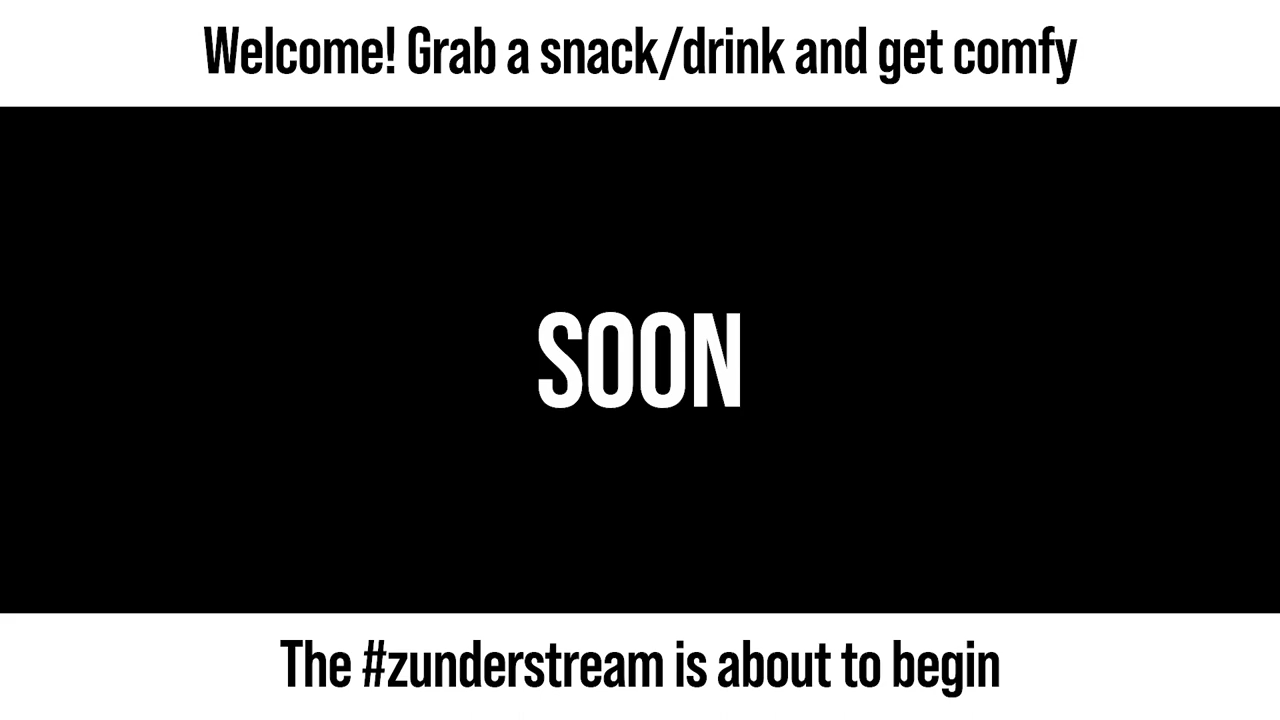 Welcome! Grab a snack/drink and get comfy
SOON
The #zunderstream is about to begin